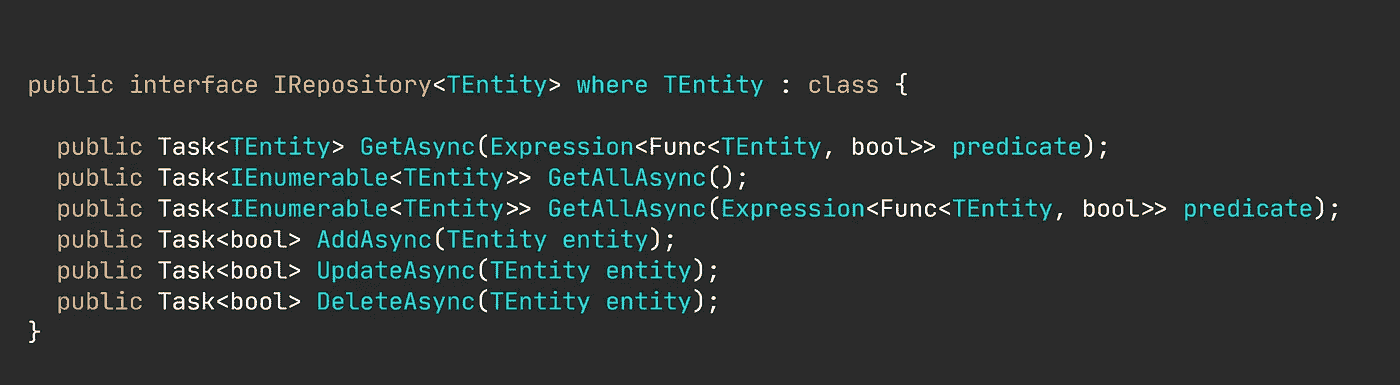 public interface IRepository<TEntity> where TEntity : class {
public Task<TEntity> GetAsync(Expression<Func<TEntity, bool>> predicate);
public Task<IEnumerable<TEntity>> GetAllAsync();
public Task<IEnumerable<TEntity>> GetAllAsync(Expression<Func<TEntity, bool>> predicate);
public Task<bool> AddAsync(TEntity entity);
public Task<bool> UpdateAsync(TEntity entity);
public Task<bool> DeleteAsync(TEntity entity);
}